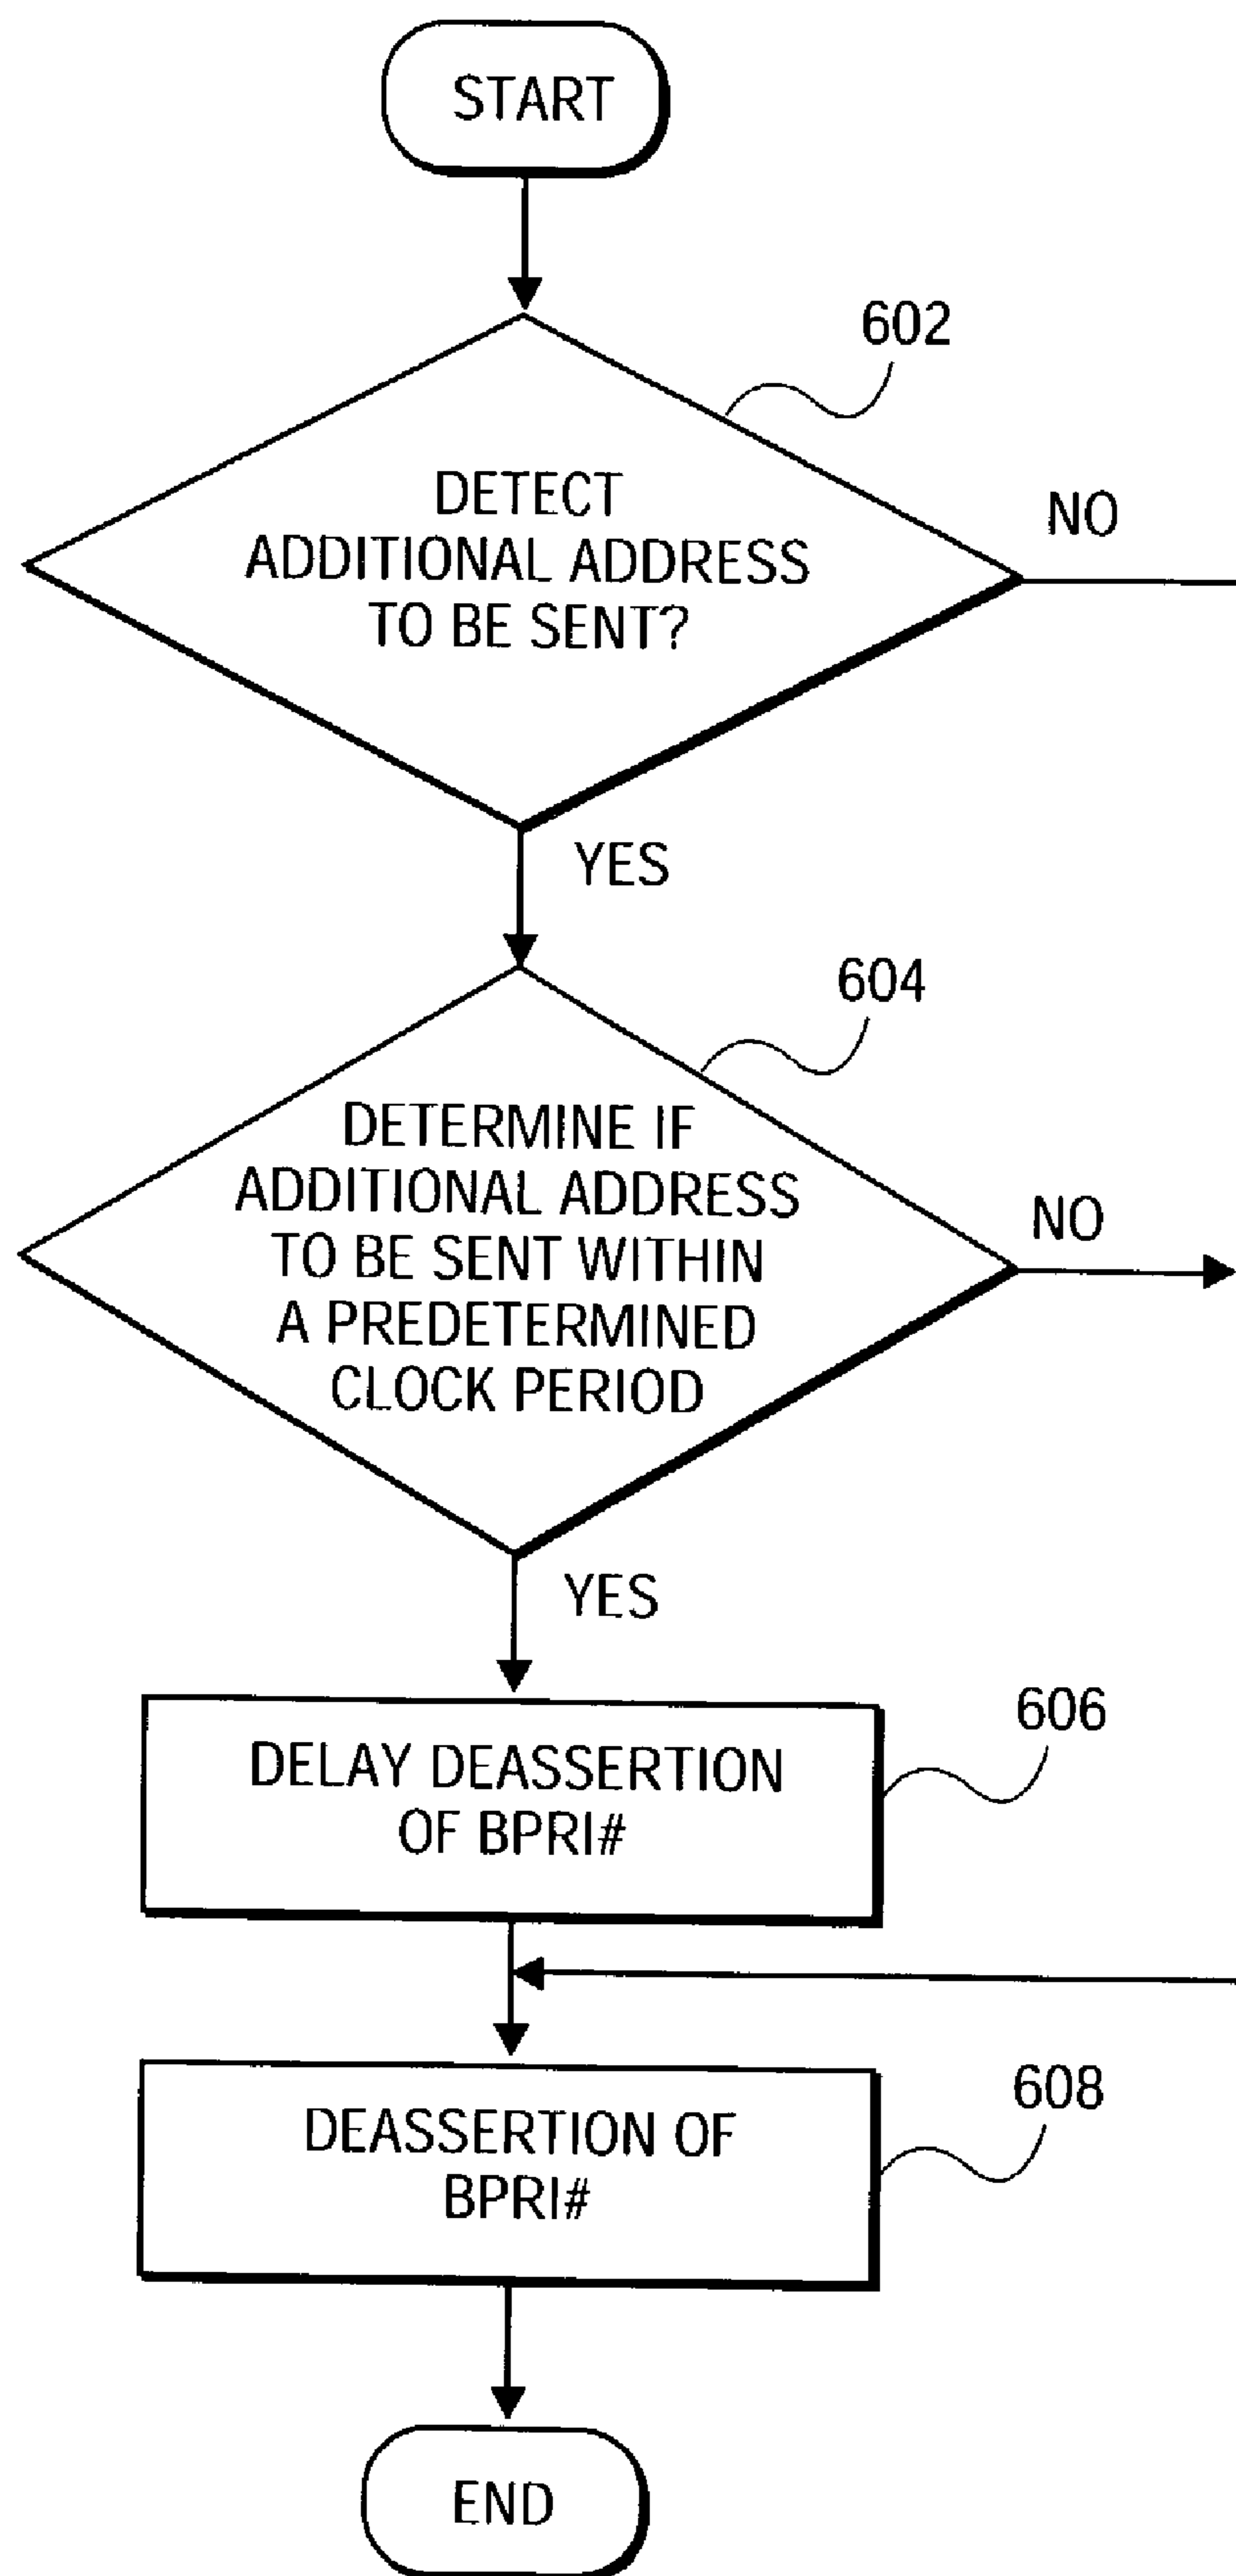 START
602
DETECT
ADDITIONAL ADDRESS
TO BE SENT?
NO
YES
604
DETERMINE IF
ADDITIONAL ADDRESS
TO BE SENT WITHIN
A PREDETERMINED
CLOCK PERIOD
NO
YES
606
DELAY DEASSERTION
OF BPRI#
608
DEASSERTION OF
BPRI#
END